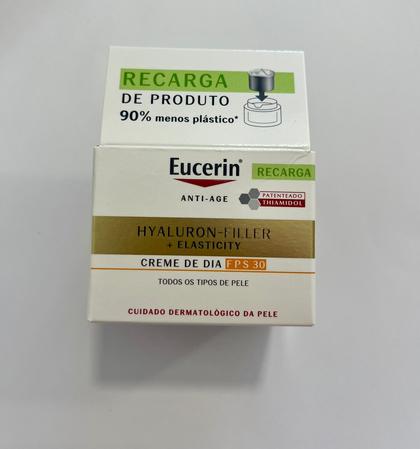 RECARGA
DE PRODUTO
90% menos plástico*
Eucerin®
RECARGA
ANTI-AGE
PATENTEADO
THIAMIDOL
HYALURON-FILLER
+ ELASTICITY
CREME DE DIA FPS 30
TODOS OS TIPOS DE PELE
CUIDADO DERMATOLÓGICO DA PELE